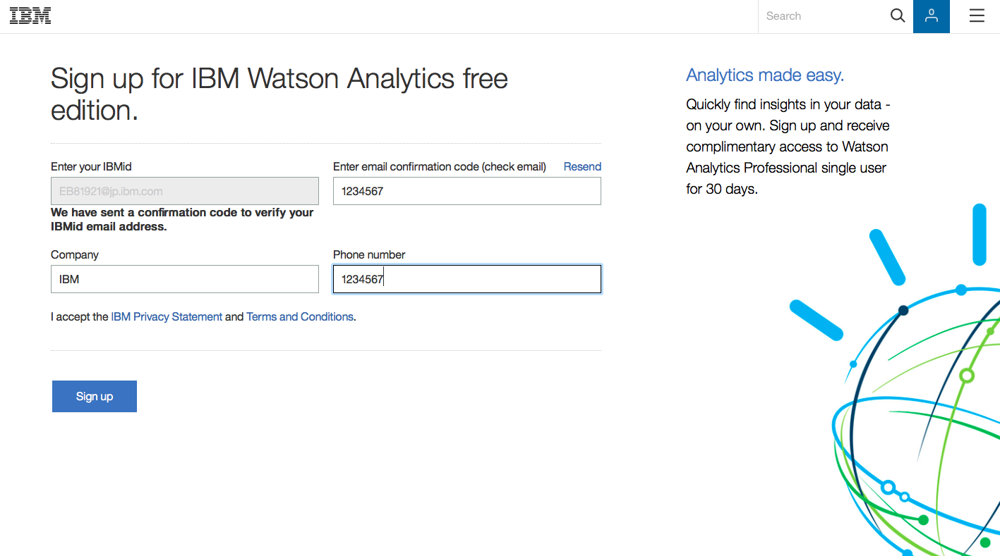 IBM
Search
Sign up for IBM Watson Analytics free
edition.
Enter your IBMid
EB81921@jp.ibm.com
We have sent a confirmation code to verify your
IBMid email address.
Enter email confirmation code (check email) Resend
1234567
Company
IBM
Phone number
1234567
I accept the IBM Privacy Statement and Terms and Conditions.
Sign up
Analytics made easy.
Quickly find insights in your data -
on your own. Sign up and receive
complimentary access to Watson
Analytics Professional single user
for 30 days.